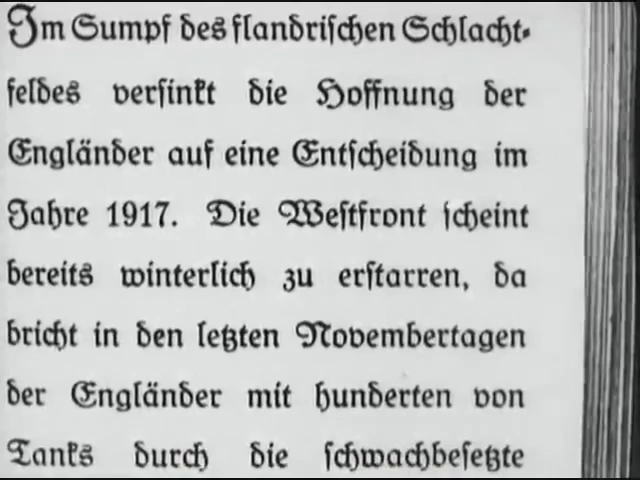 Im Sumpf des flandrischen Schlacht-
feldes versinkt die Hoffnung der
Engländer auf eine Entscheidung im
Jahre 1917. Die Westfront scheint
bereits winterlich zu erstarren, da
bricht in den letzten Novembertagen
der Engländer mit hunderten von
Tanks durch die schwachbesetzte